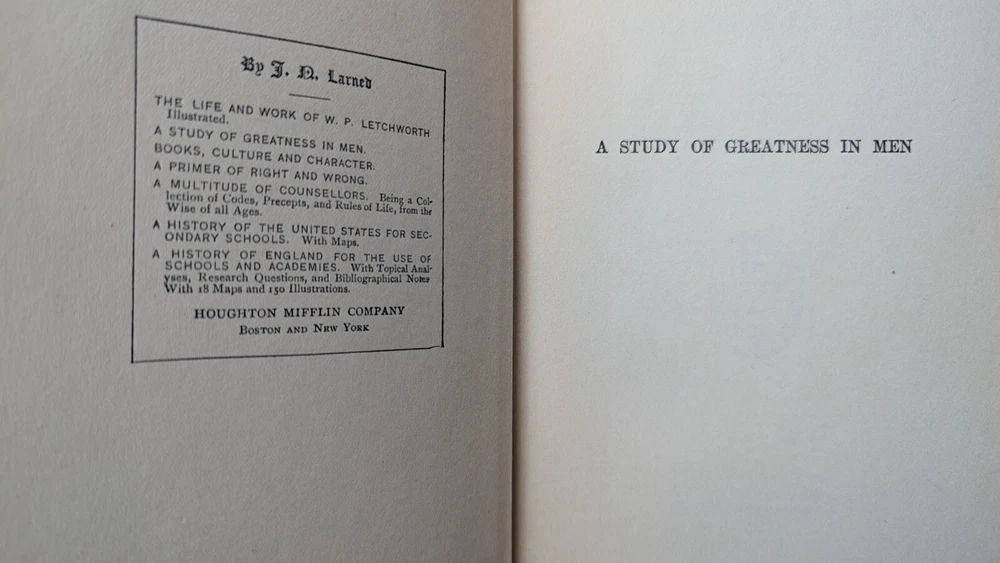 By J. N. Larned
THE LIFE AND WORK OF W. P. LETCHWORTH
Illustrated.
A STUDY OF GREATNESS IN MEN.
BOOKS, CULTURE AND CHARACTER.
A PRIMER OF RIGHT AND WRONG.
A MULTITUDE OF COUNSELLORS. Being a Col-
lection of Codes, Precepts, and Rules of Life, from the
Wise of all Ages.
A HISTORY OF THE UNITED STATES FOR SEC-
ONDARY SCHOOLS. With Maps.
A HISTORY OF ENGLAND FOR THE USE OF
SCHOOLS AND ACADEMIES. With Topical Anal-
yses, Research Questions, and Bibliographical Notes
With 18 Maps and 150 Illustrations.
HOUGHTON MIFFLIN COMPANY
BOSTON AND NEW YORK
A STUDY OF GREATNESS IN MEN